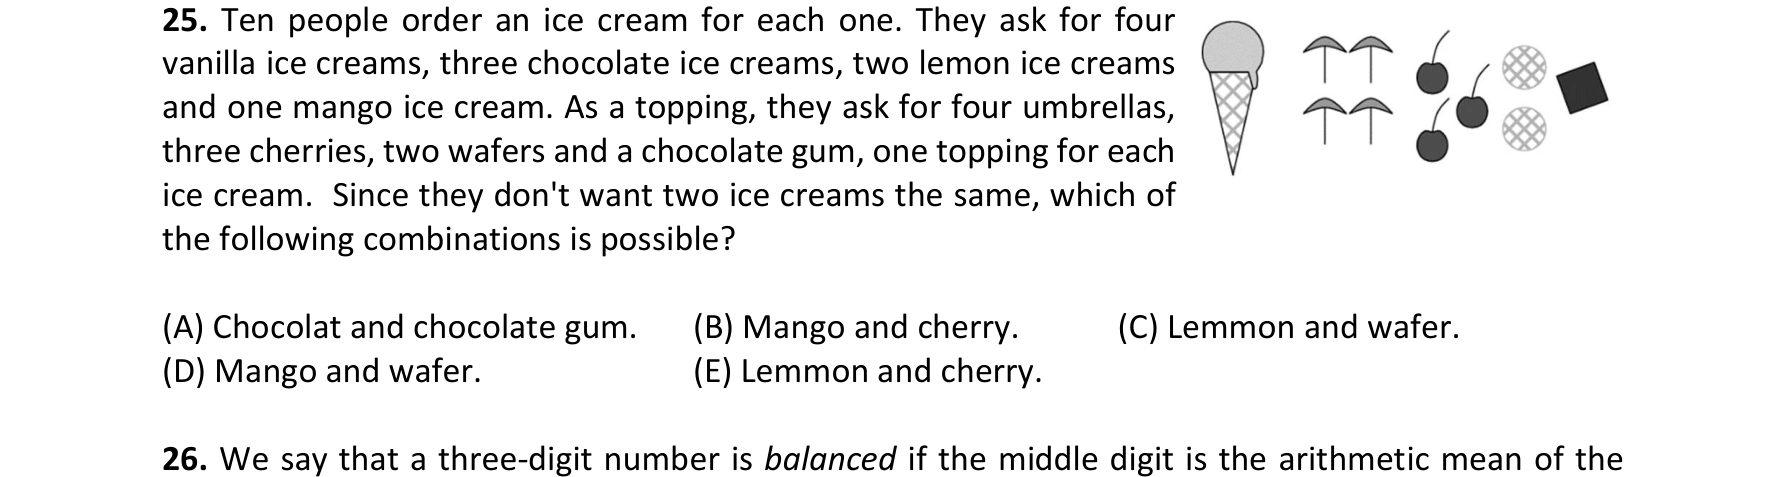 25. Ten people order an ice cream for each one. They ask for four
vanilla ice creams, three chocolate ice creams, two lemon ice creams
and one mango ice cream. As a topping, they ask for four umbrellas,
three cherries, two wafers and a chocolate gum, one topping for each
ice cream. Since they don't want two ice creams the same, which of
the following combinations is possible?
(A) Chocolat and chocolate gum. (B) Mango and cherry. (C) Lemmon and wafer.
(D) Mango and wafer. (E) Lemmon and cherry.
26. We say that a three-digit number is balanced if the middle digit is the arithmetic mean of the